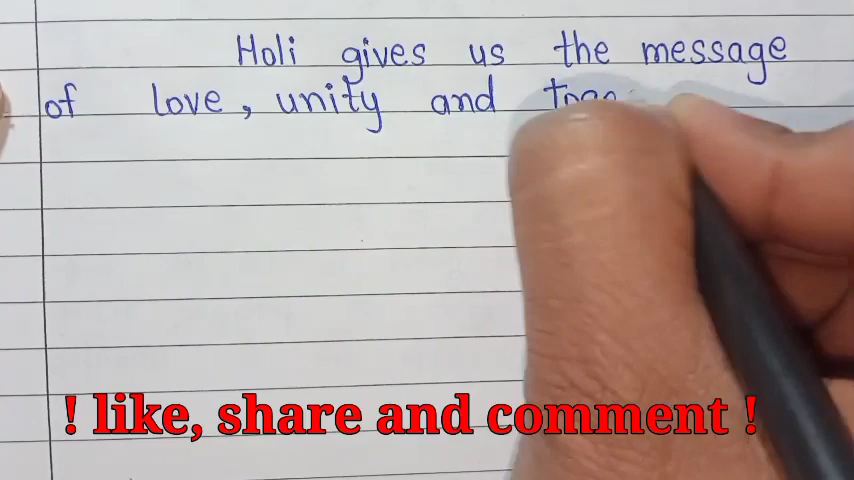 Holi gives us the message
of love, unity and
! like, share and comment !